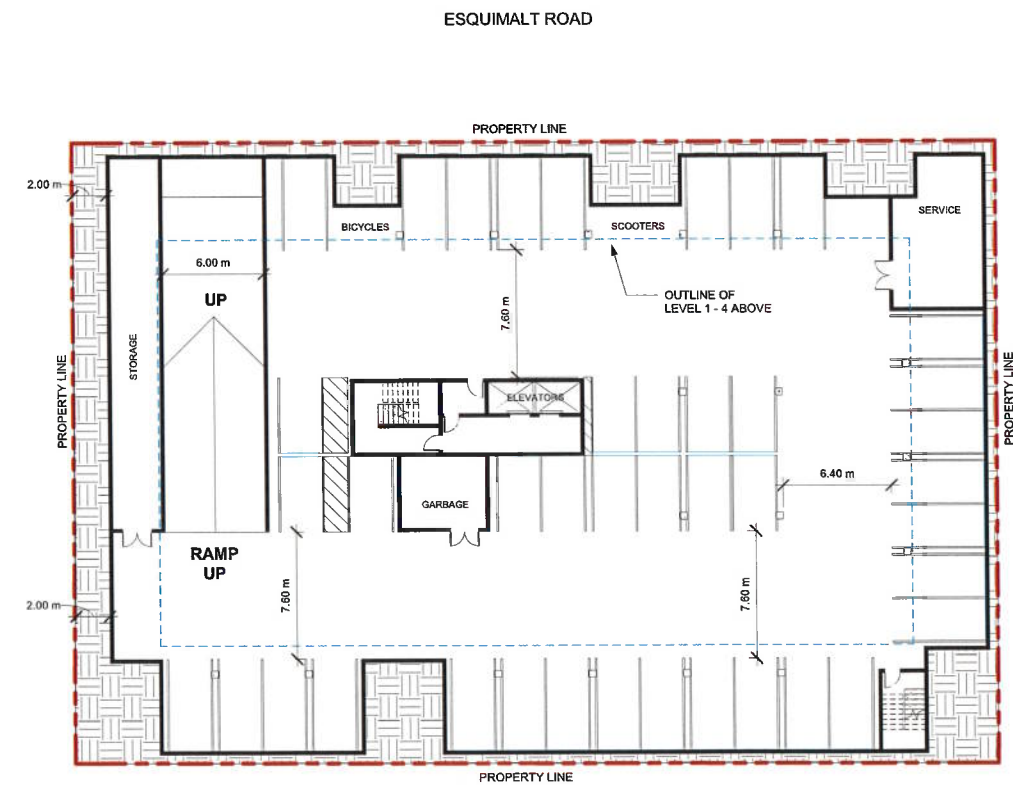 ESQUIMALT ROAD
PROPERTY LINE
2.00 m
SERVICE
BICYCLES
SCOOTERS
6.00 m
UP
OUTLINE OF
LEVEL 1 - 4 ABOVE
7.60 m
STORAGE
PROPERTY LINE
PROPERTY LINE
ELEVATORS
6.40 m
GARBAGE
RAMP
UP
7.60 m
7.60 m
2.00 m
PROPERTY LINE